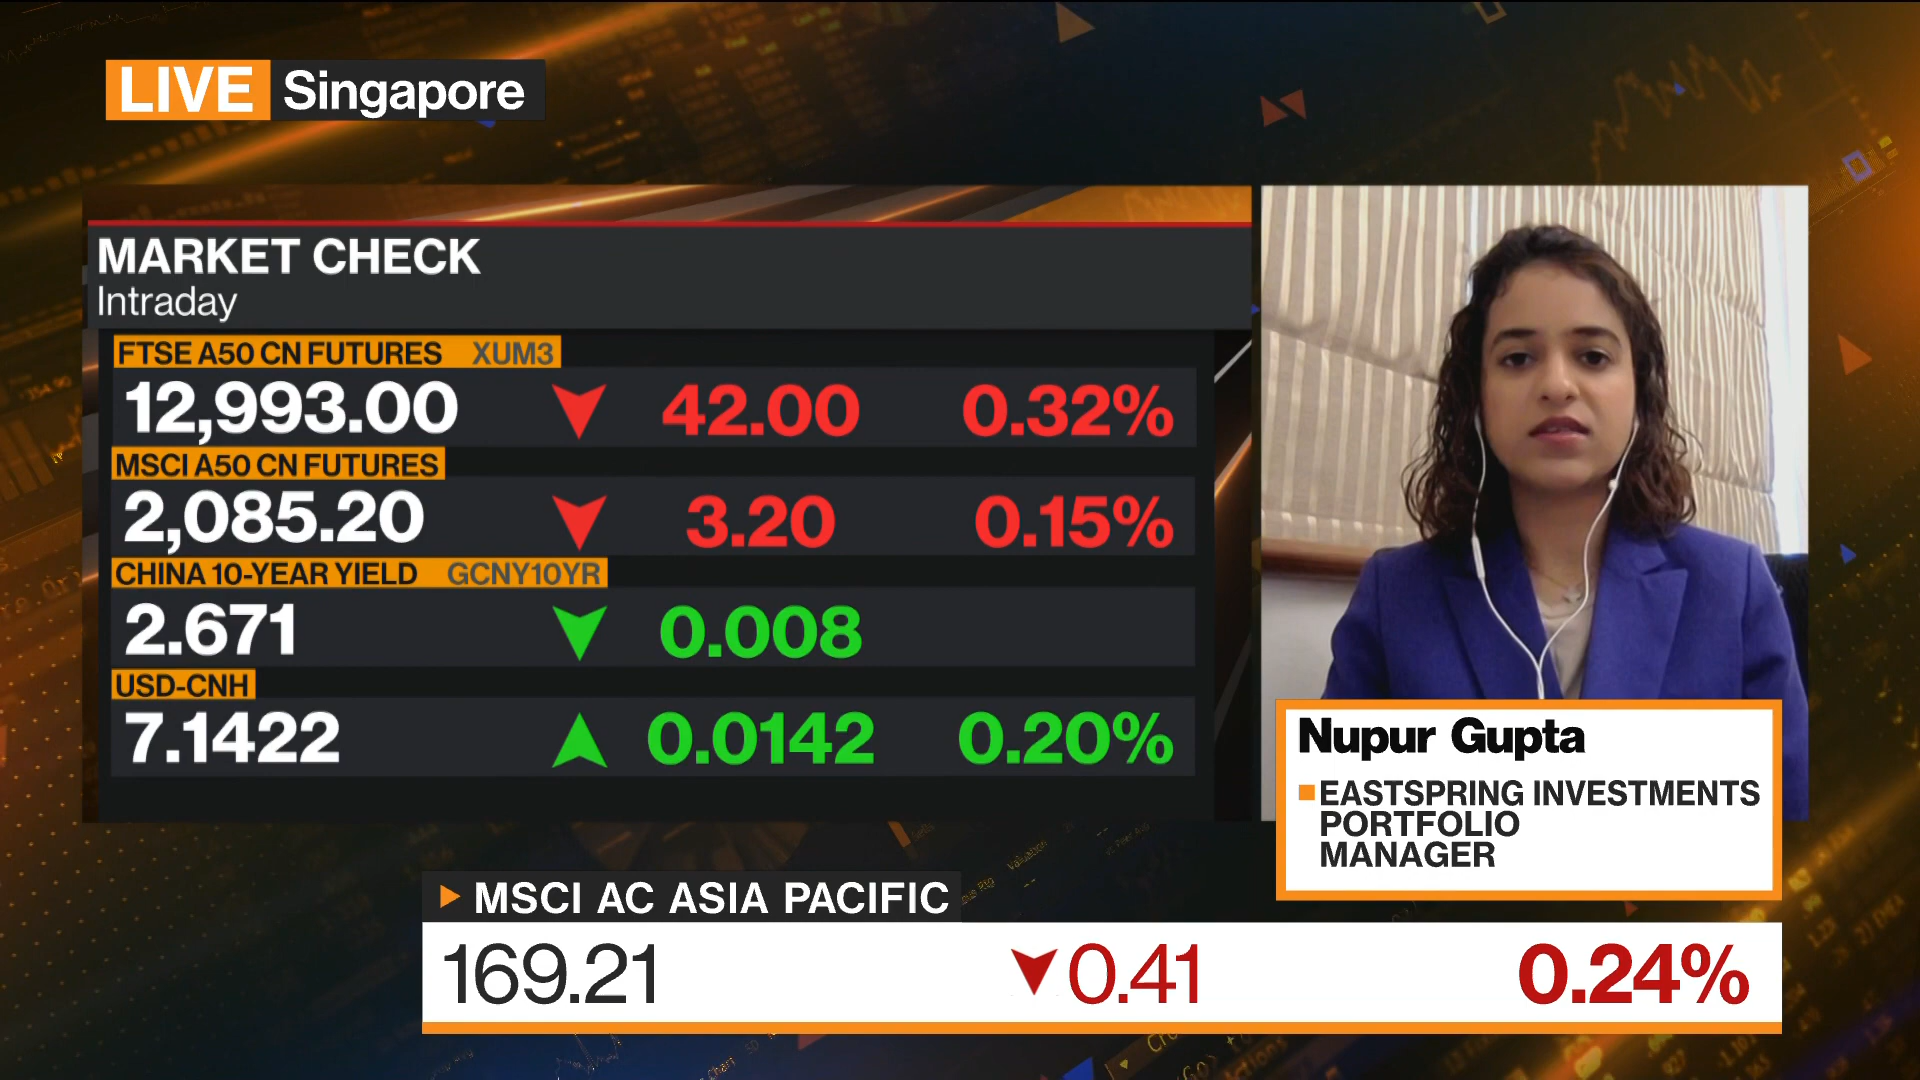 LIVE Singapore
MARKET CHECK
Intraday
FTSE A50 CN FUTURES XUM3
12,993.00 ▼ 42.00 0.32%
MSCI A50 CN FUTURES
2,085.20 ▼ 3.20 0.15%
CHINA 10-YEAR YIELD GCNY10YR
2.671 ▼ 0.008
USD-CNH
7.1422 ▲ 0.0142 0.20%
Nupur Gupta
EASTSPRING INVESTMENTS
PORTFOLIO
MANAGER
MSCI AC ASIA PACIFIC
169.21 ▼ 0.41 0.24%